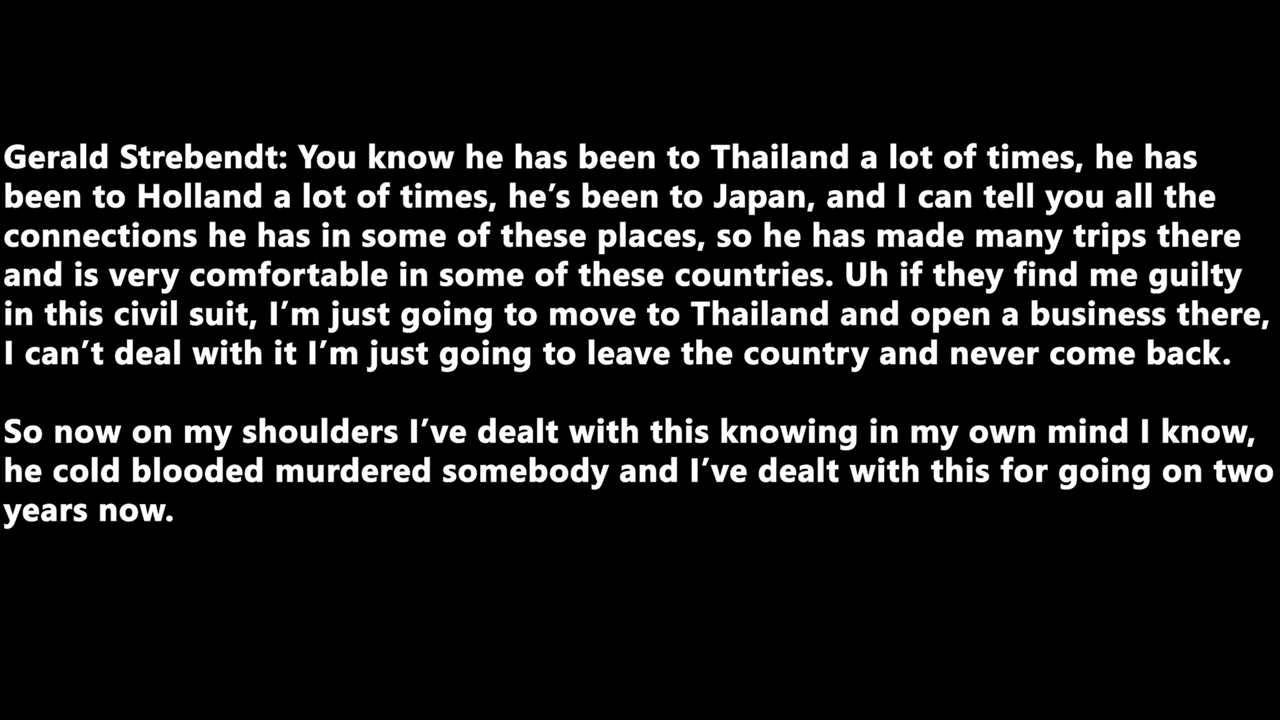 Gerald Strebendt: You know he has been to Thailand a lot of times, he has
been to Holland a lot of times, he’s been to Japan, and I can tell you all the
connections he has in some of these places, so he has made many trips there
and is very comfortable in some of these countries. Uh if they find me guilty
in this civil suit, I’m just going to move to Thailand and open a business there,
I can’t deal with it I’m just going to leave the country and never come back.
So now on my shoulders I’ve dealt with this knowing in my own mind I know,
he cold blooded murdered somebody and I’ve dealt with this for going on two
years now.